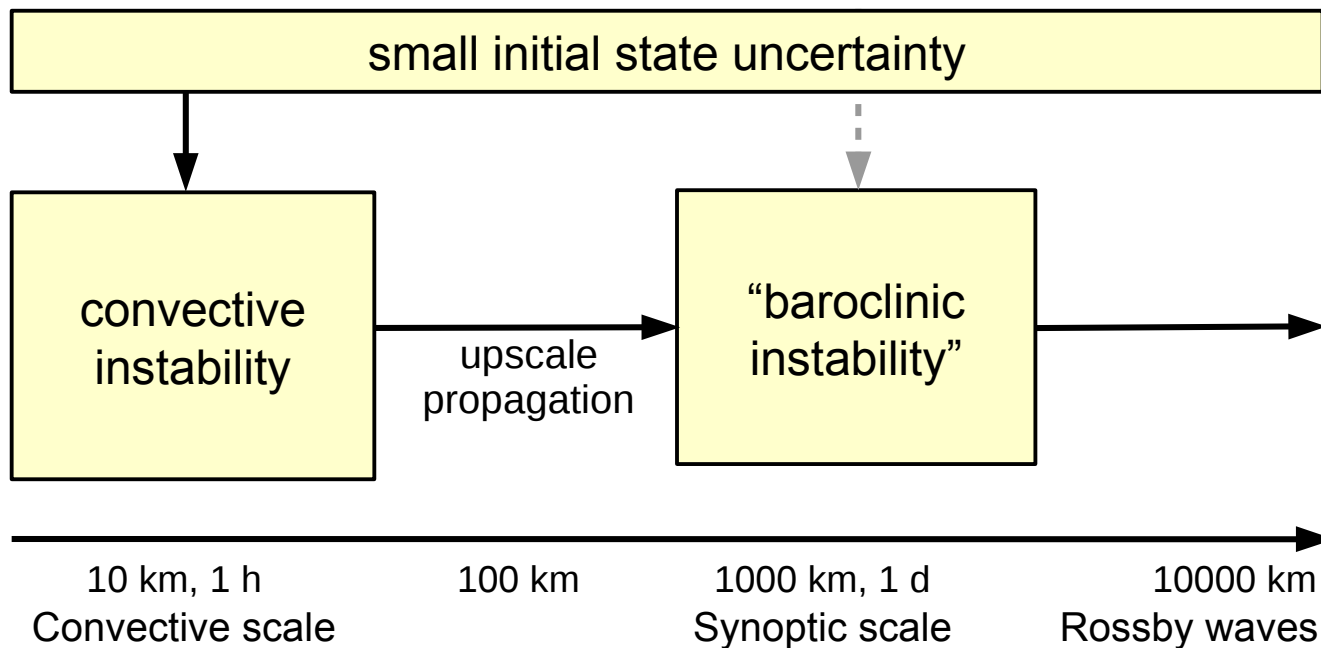 small initial state uncertainty
convective
instability
upscale
propagation
“baroclinic
instability”
10 km, 1 h
100 km
1000 km, 1 d
10000 km
Convective scale
Synoptic scale
Rossby waves